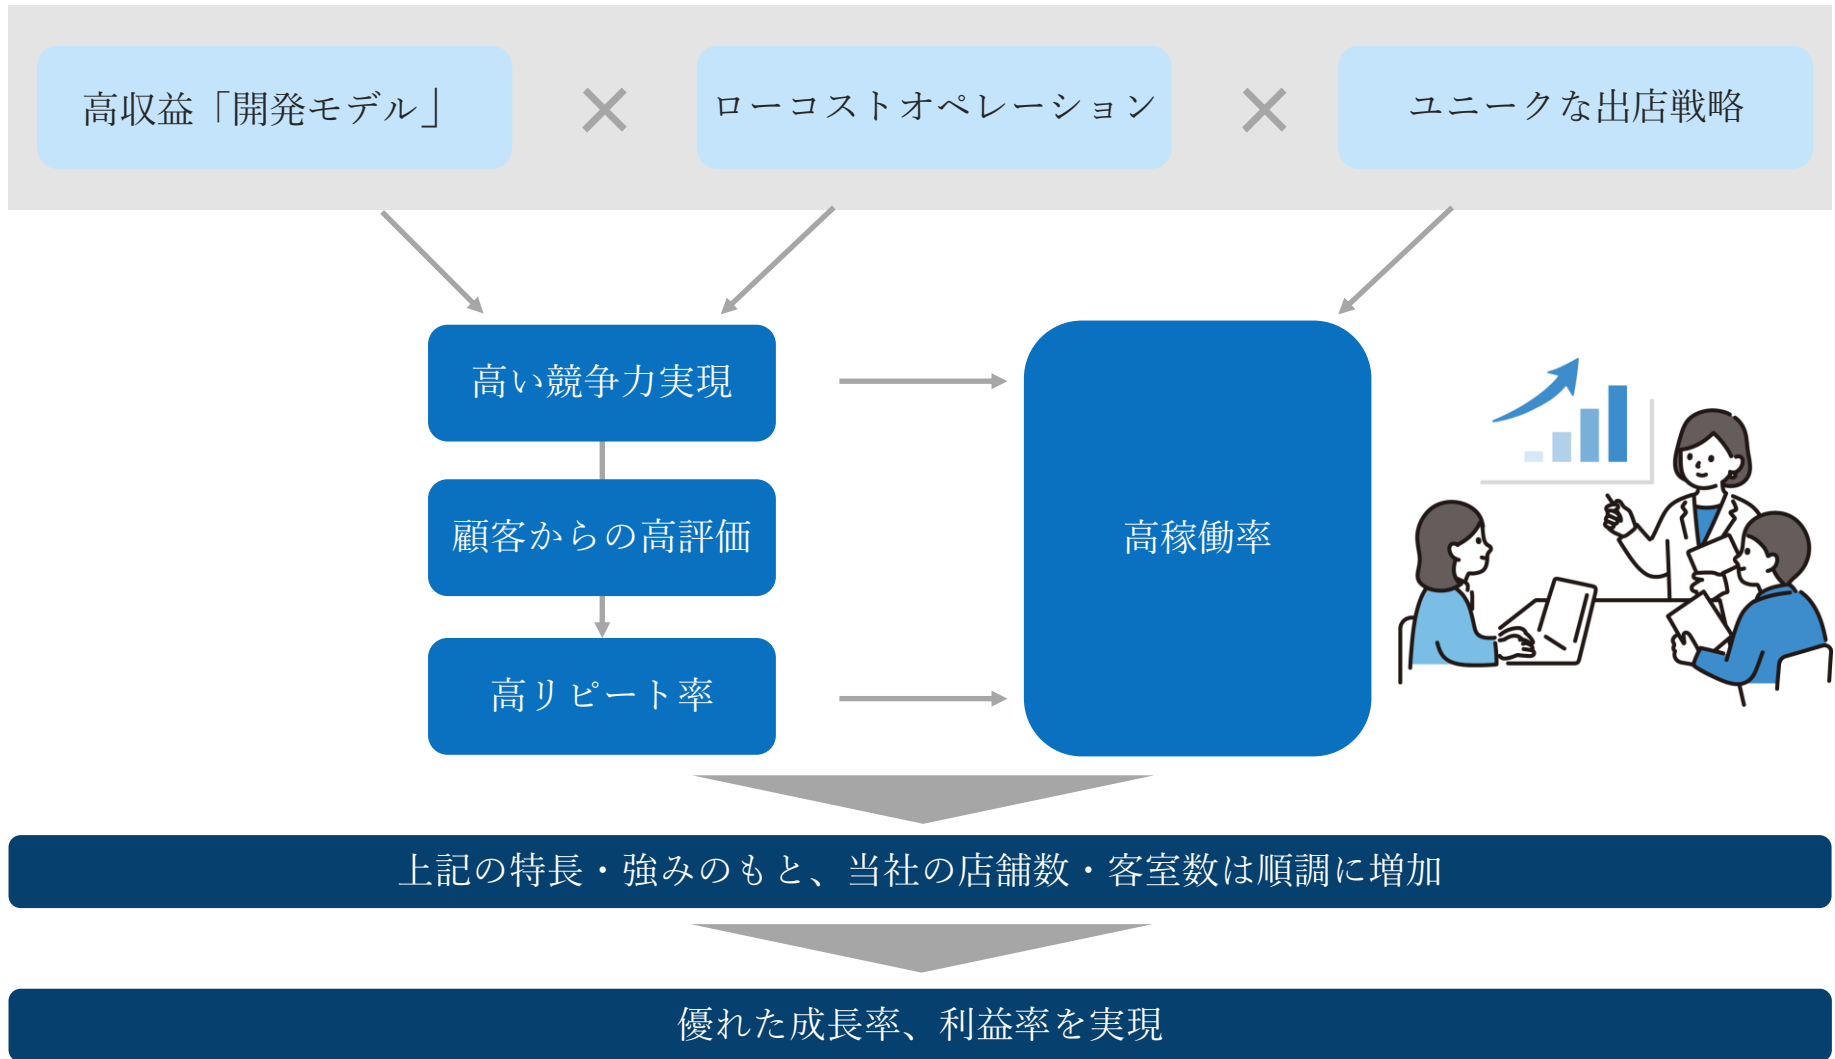 高収益「開発モデル」
×
ローコストオペレーション
×
ユニークな出店戦略
高い競争力実現
顧客からの高評価
高リピート率
高稼働率
上記の特長・強みのもと、当社の店舗数・客室数は順調に増加
優れた成長率、利益率を実現